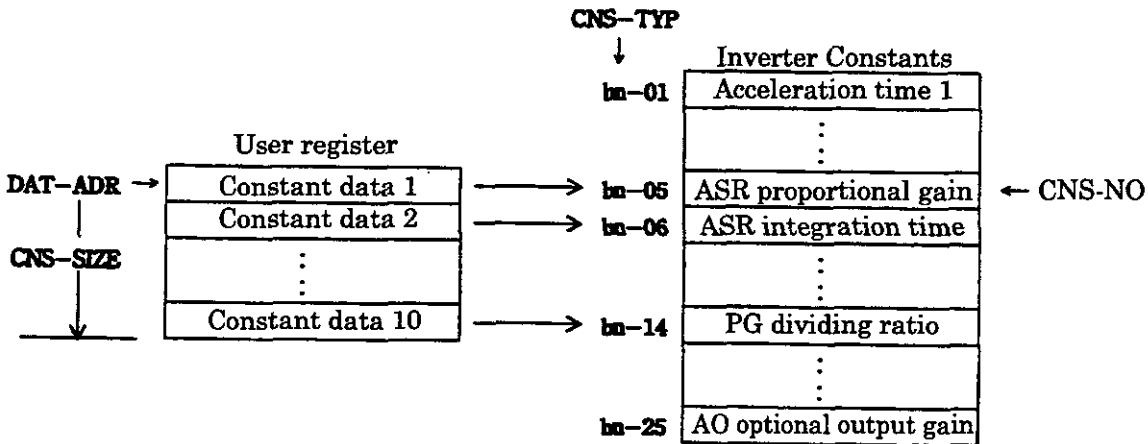 CNS-TYP
Inverter Constants
bn-01 Acceleration time 1
User register
DAT-ADR Constant data 1 bn-05 ASR proportional gain CNS-NO
Constant data 2 bn-06 ASR integration time
CNS-SIZE
Constant data 10 bn-14 PG dividing ratio
bn-25 AO optional output gain